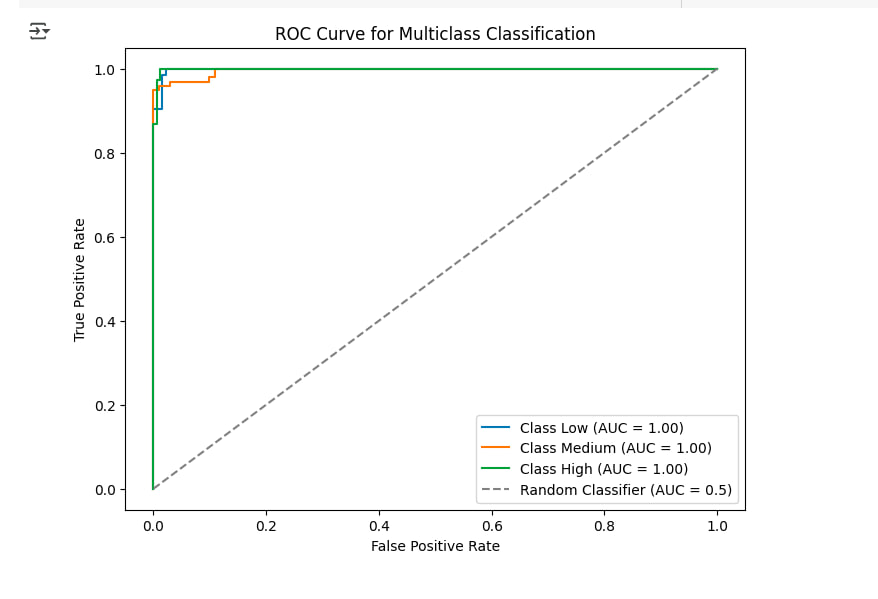 ROC Curve for Multiclass Classification
1.0
0.8
0.6
0.4
0.2
0.0
True Positive Rate
Class Low (AUC = 1.00)
Class Medium (AUC = 1.00)
Class High (AUC = 1.00)
Random Classifier (AUC = 0.5)
0.0 0.2 0.4 0.6 0.8 1.0
False Positive Rate